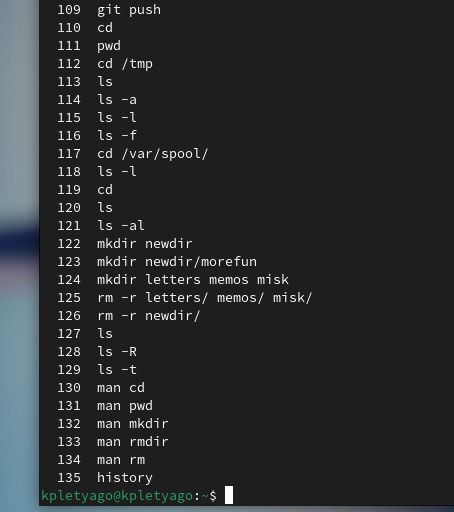 109 git push
110 cd
111 pwd
112 cd /tmp
113 ls
114 ls -a
115 ls -l
116 ls -f
117 cd /var/spool/
118 ls -l
119 cd
120 ls
121 ls -al
122 mkdir newdir
123 mkdir newdir/morefun
124 mkdir letters memos misk
125 rm -r letters/ memos/ misk/
126 rm -r newdir/
127 ls
128 ls -R
129 ls -t
130 man cd
131 man pwd
132 man mkdir
133 man rmdir
134 man rm
135 history
kpletyago@kpletyago:~$